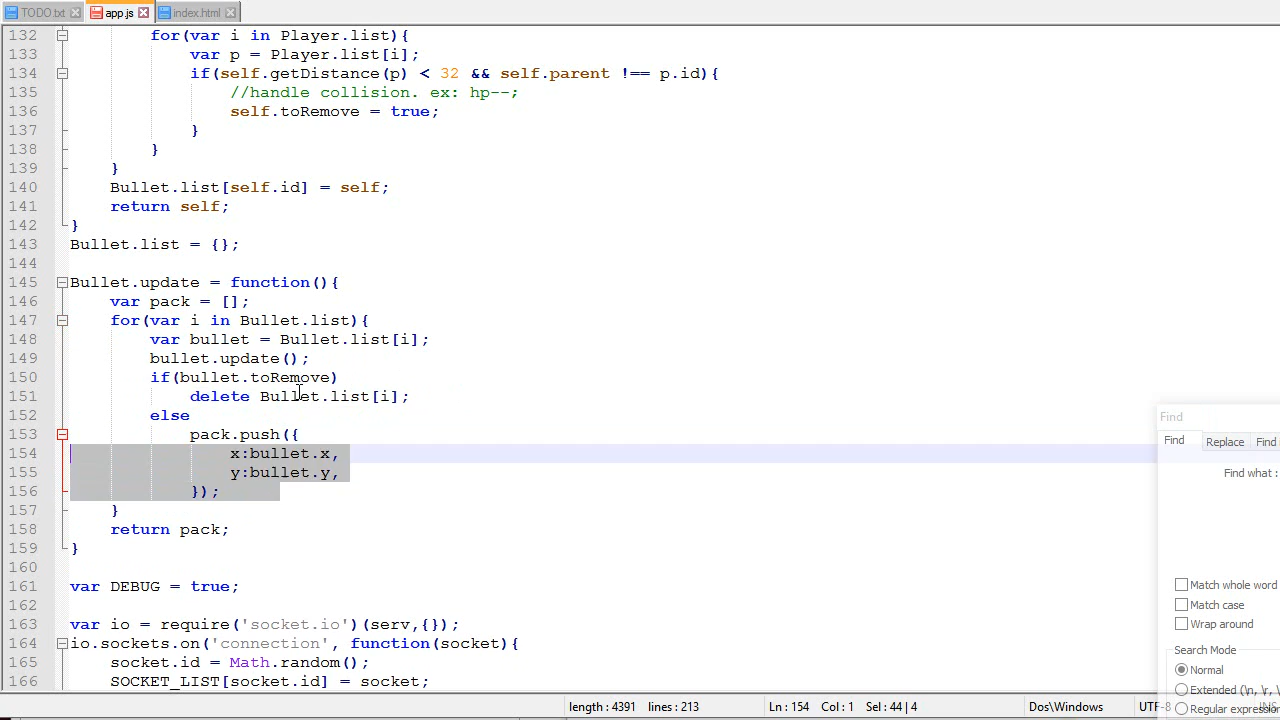 TODO.txt app.js index.html
132 for(var i in Player.list){
133 var p = Player.list[i];
134 if(self.getDistance(p) < 32 && self.parent !== p.id){
135 //handle collision. ex: hp--;
136 self.toRemove = true;
137 }
138 }
139 }
140 Bullet.list[self.id] = self;
141 return self;
142 }
143 Bullet.list = {};
144
145 Bullet.update = function(){
146 var pack = [];
147 for(var i in Bullet.list){
148 var bullet = Bullet.list[i];
149 bullet.update();
150 if(bullet.toRemove)
151 delete Bullet.list[i];
152 else
153 pack.push({
154 x:bullet.x,
155 y:bullet.y,
156 });
157 }
158 return pack;
159 }
160
161 var DEBUG = true;
162
163 var io = require('socket.io')(serv,{});
164 io.sockets.on('connection', function(socket){
165 socket.id = Math.random();
166 SOCKET_LIST[socket.id] = socket;
Find
Find Replace Find
Find what :
Match whole word
Match case
Wrap around
Search Mode
Normal
Extended (\n, \r, \
Regular expressio
length : 4391 lines : 213 Ln : 154 Col : 1 Sel : 44 | 4 Dos\Windows UTF-8